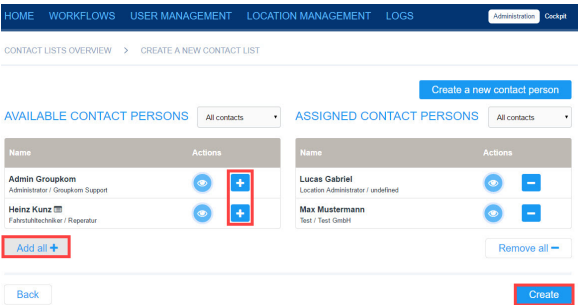 HOME WORKFLOWS USER MANAGEMENT LOCATION MANAGEMENT LOGS Administration Cockpit
CONTACT LISTS OVERVIEW > CREATE A NEW CONTACT LIST
Create a new contact person
AVAILABLE CONTACT PERSONS All contacts
Name Actions
Admin Groupkom
Administrator / Groupkom Support
Heinz Kunz
Fahrstuhltechniker / Reperatur
Add all +
ASSIGNED CONTACT PERSONS All contacts
Name Actions
Lucas Gabriel
Location Administrator / undefined
Max Mustermann
Test / Test GmbH
Remove all −
Back
Create